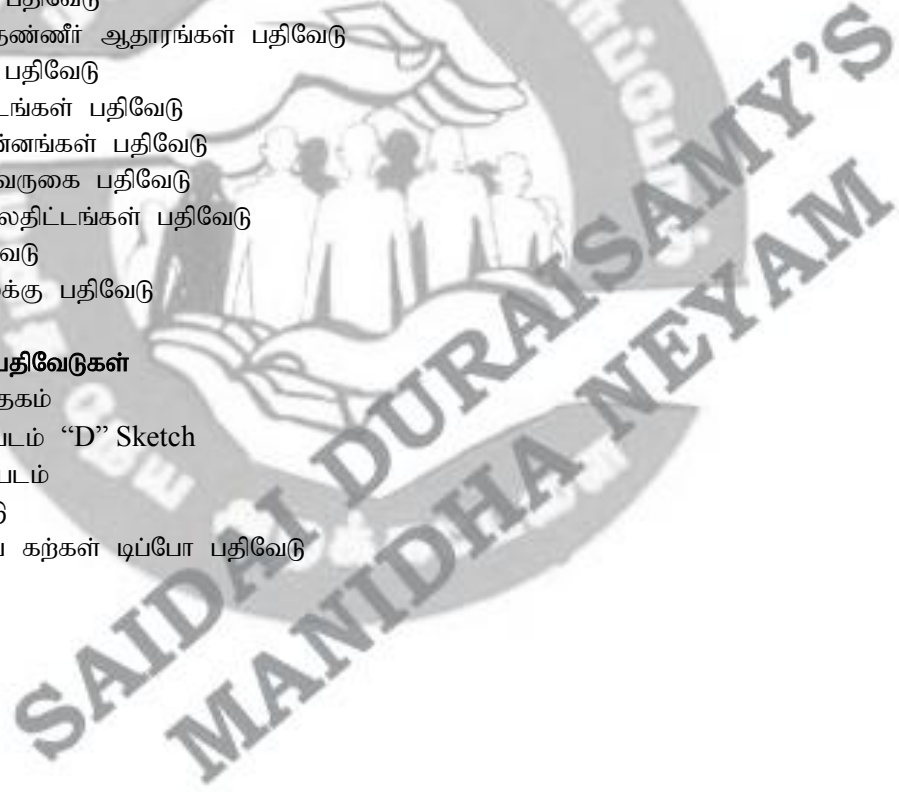 பதிவேடு
தண்ணீர் ஆதாரங்கள் பதிவேடு
பதிவேடு
டங்கள் பதிவேடு
ன்னங்கள் பதிவேடு
வருகை பதிவேடு
லதிட்டங்கள் பதிவேடு
வேடு
க்கு பதிவேடு
பதிவேடுகள்
தகம்
படம் “D” Sketch
படம்
கற்கள் டிப்போ பதிவேடு
SAIDAI DURAISAMY'S
MANIDHA NEYAM